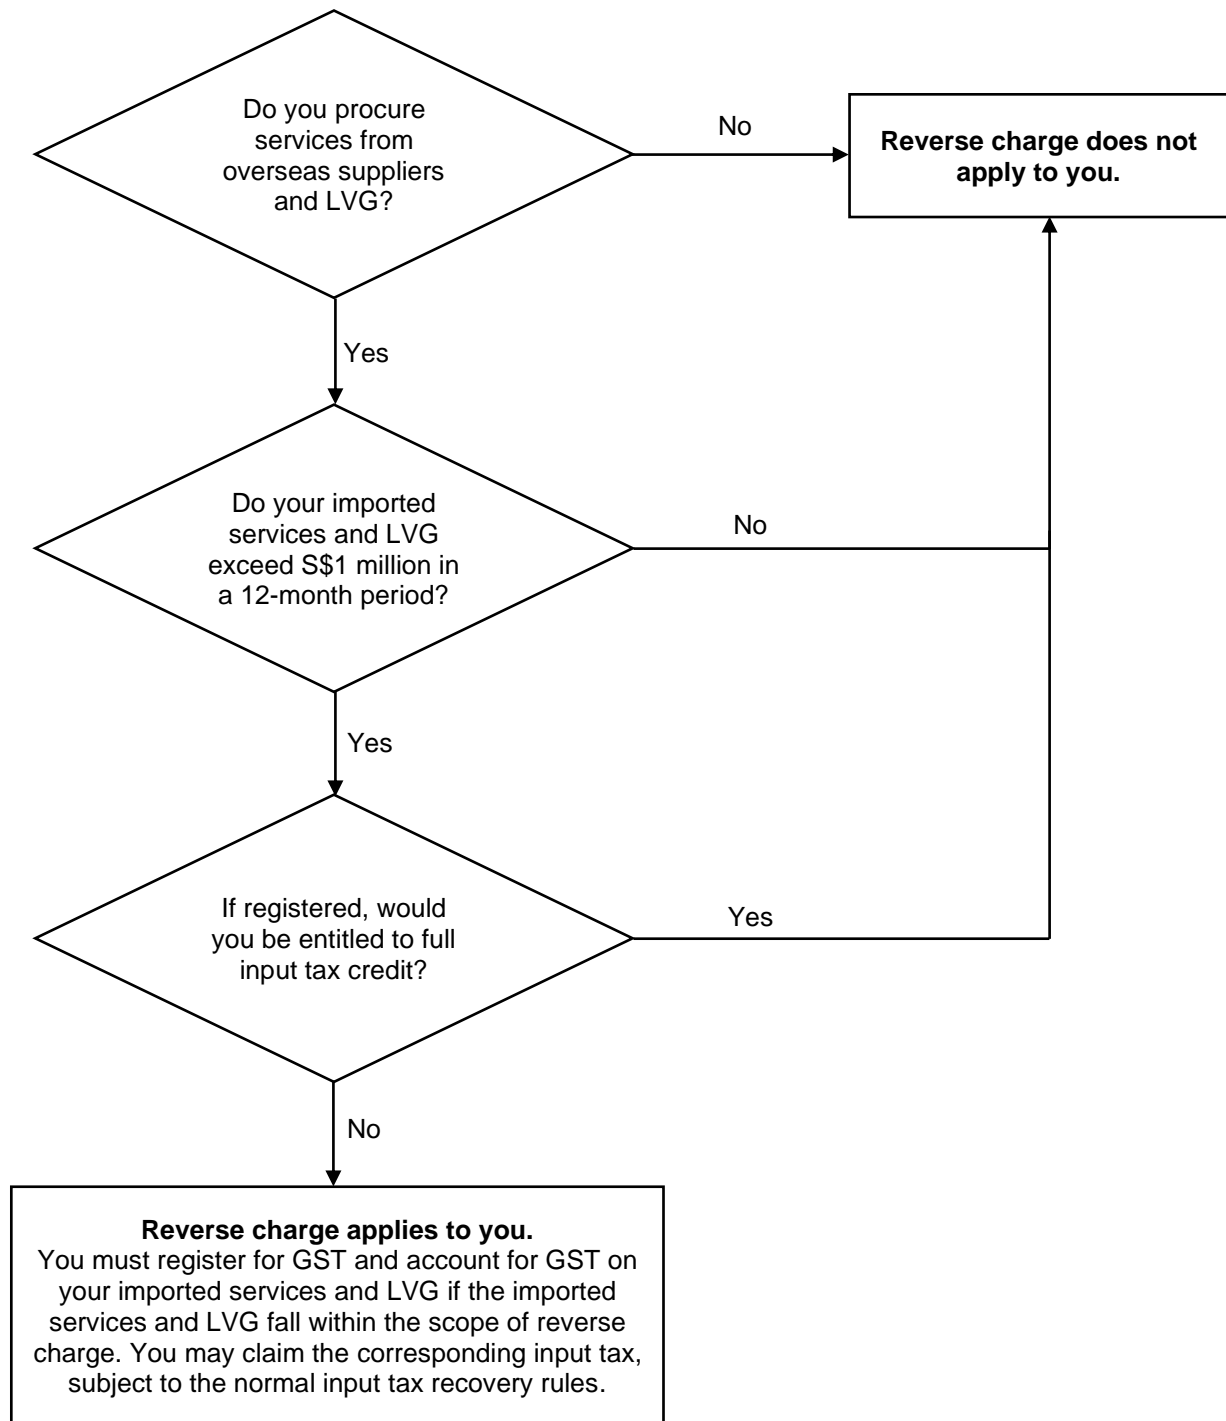 Do you procure
services from
overseas suppliers
and LVG?
No
Reverse charge does not
apply to you.
Yes
Do your imported
services and LVG
exceed S$1 million in
a 12-month period?
No
Yes
If registered, would
you be entitled to full
input tax credit?
Yes
No
Reverse charge applies to you.
You must register for GST and account for GST on
your imported services and LVG if the imported
services and LVG fall within the scope of reverse
charge. You may claim the corresponding input tax,
subject to the normal input tax recovery rules.